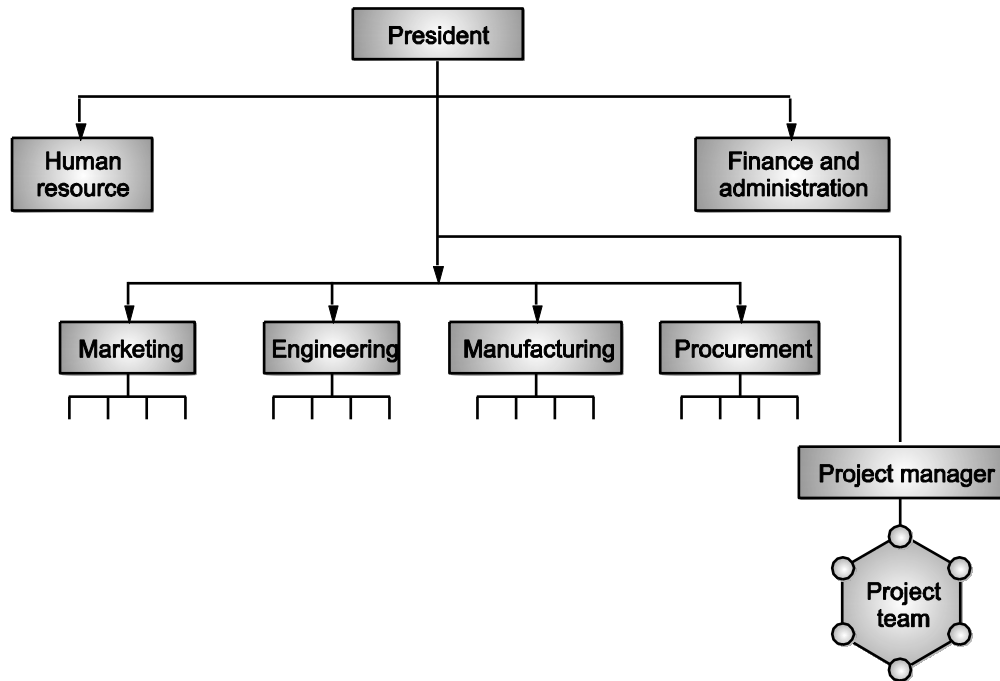 President
Human
resource
Finance and
administration
Marketing
Engineering
Manufacturing
Procurement
Project manager
Project
team